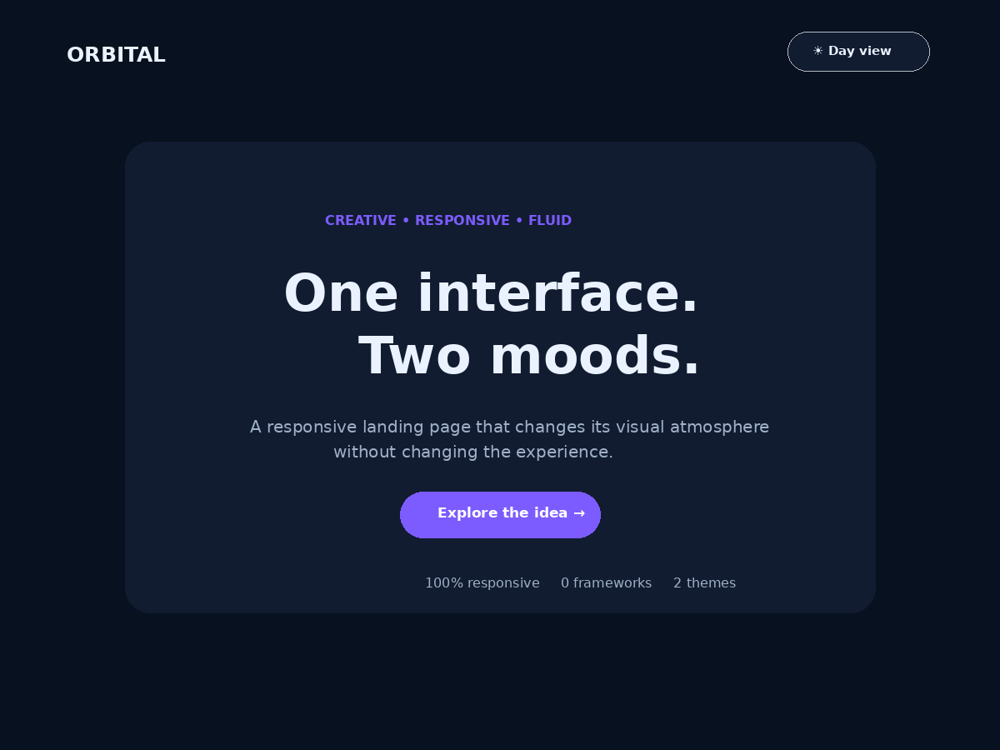 ORBITAL
☀ Day view
CREATIVE • RESPONSIVE • FLUID
One interface.
Two moods.
A responsive landing page that changes its visual atmosphere
without changing the experience.
Explore the idea →
100% responsive 0 frameworks 2 themes